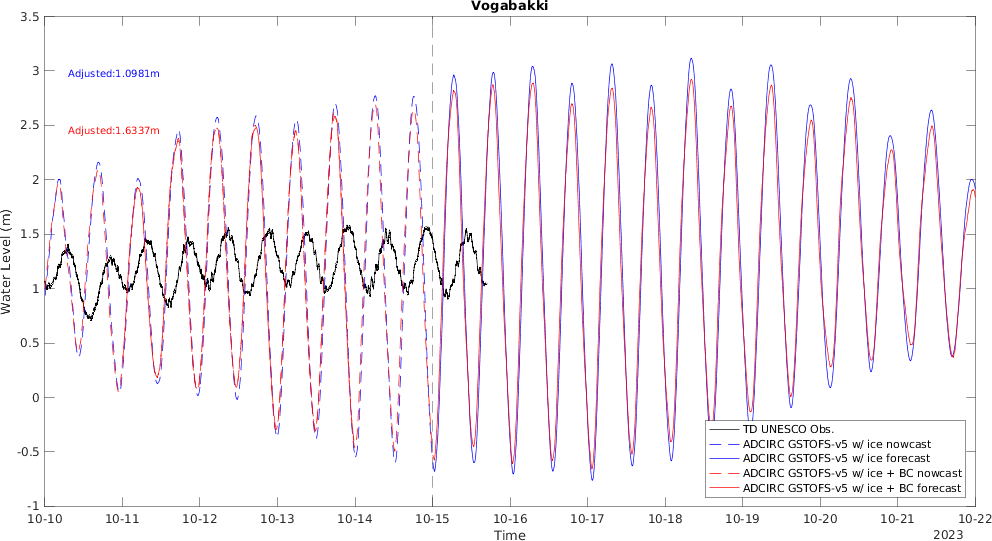 Vogabakki
3.5
3
2.5
2
1.5
1
0.5
0
-0.5
-1
Water Level (m)
Adjusted:1.0981m
Adjusted:1.6337m
TD UNESCO Obs.
ADCIRC GSTOFS-v5 w/ ice nowcast
ADCIRC GSTOFS-v5 w/ ice forecast
ADCIRC GSTOFS-v5 w/ ice + BC nowcast
ADCIRC GSTOFS-v5 w/ ice + BC forecast
10-10 10-11 10-12 10-13 10-14 10-15 10-16 10-17 10-18 10-19 10-20 10-21 10-22
Time
2023